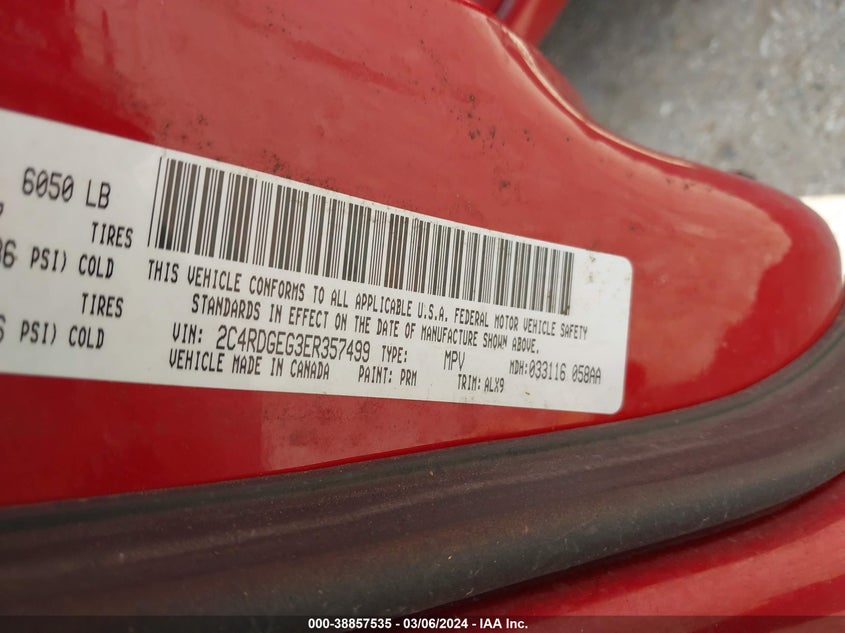 6050 LB
TIRES
PSI) COLD
TIRES
PSI) COLD
THIS VEHICLE CONFORMS TO ALL APPLICABLE U.S.A. FEDERAL MOTOR VEHICLE SAFETY
STANDARDS IN EFFECT ON THE DATE OF MANUFACTURE SHOWN ABOVE.
VIN: 2C4RDGEG3ER357499 TYPE: MPV MDH:033116 058AA
VEHICLE MADE IN CANADA PAINT: PRM TRIM: ALX9
000-38857535 — 03/06/2024 - IAA Inc.